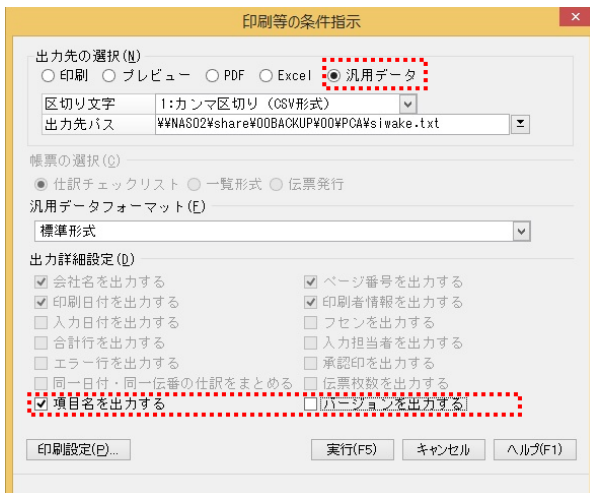 印刷等の条件指示
出力先の選択(N)
印刷 プレビュー PDF Excel 汎用データ
区切り文字 1:カンマ区切り (CSV形式)
出力先パス ¥¥NAS02¥share¥00BACKUP¥00¥PCA¥siwake.txt
帳票の選択(C)
仕訳チェックリスト 一覧形式 伝票発行
汎用データフォーマット(F)
標準形式
出力詳細設定(D)
会社名を出力する ページ番号を出力する
印刷日付を出力する 印刷者情報を出力する
入力日付を出力する フセンを出力する
合計行を出力する 入力担当者を出力する
エラー行を出力する 承認印を出力する
同一日付・同一伝番の仕訳をまとめる 伝票枚数を出力する
項目名を出力する バージョンを出力する
印刷設定(P)... 実行(F5) キャンセル ヘルプ(F1)